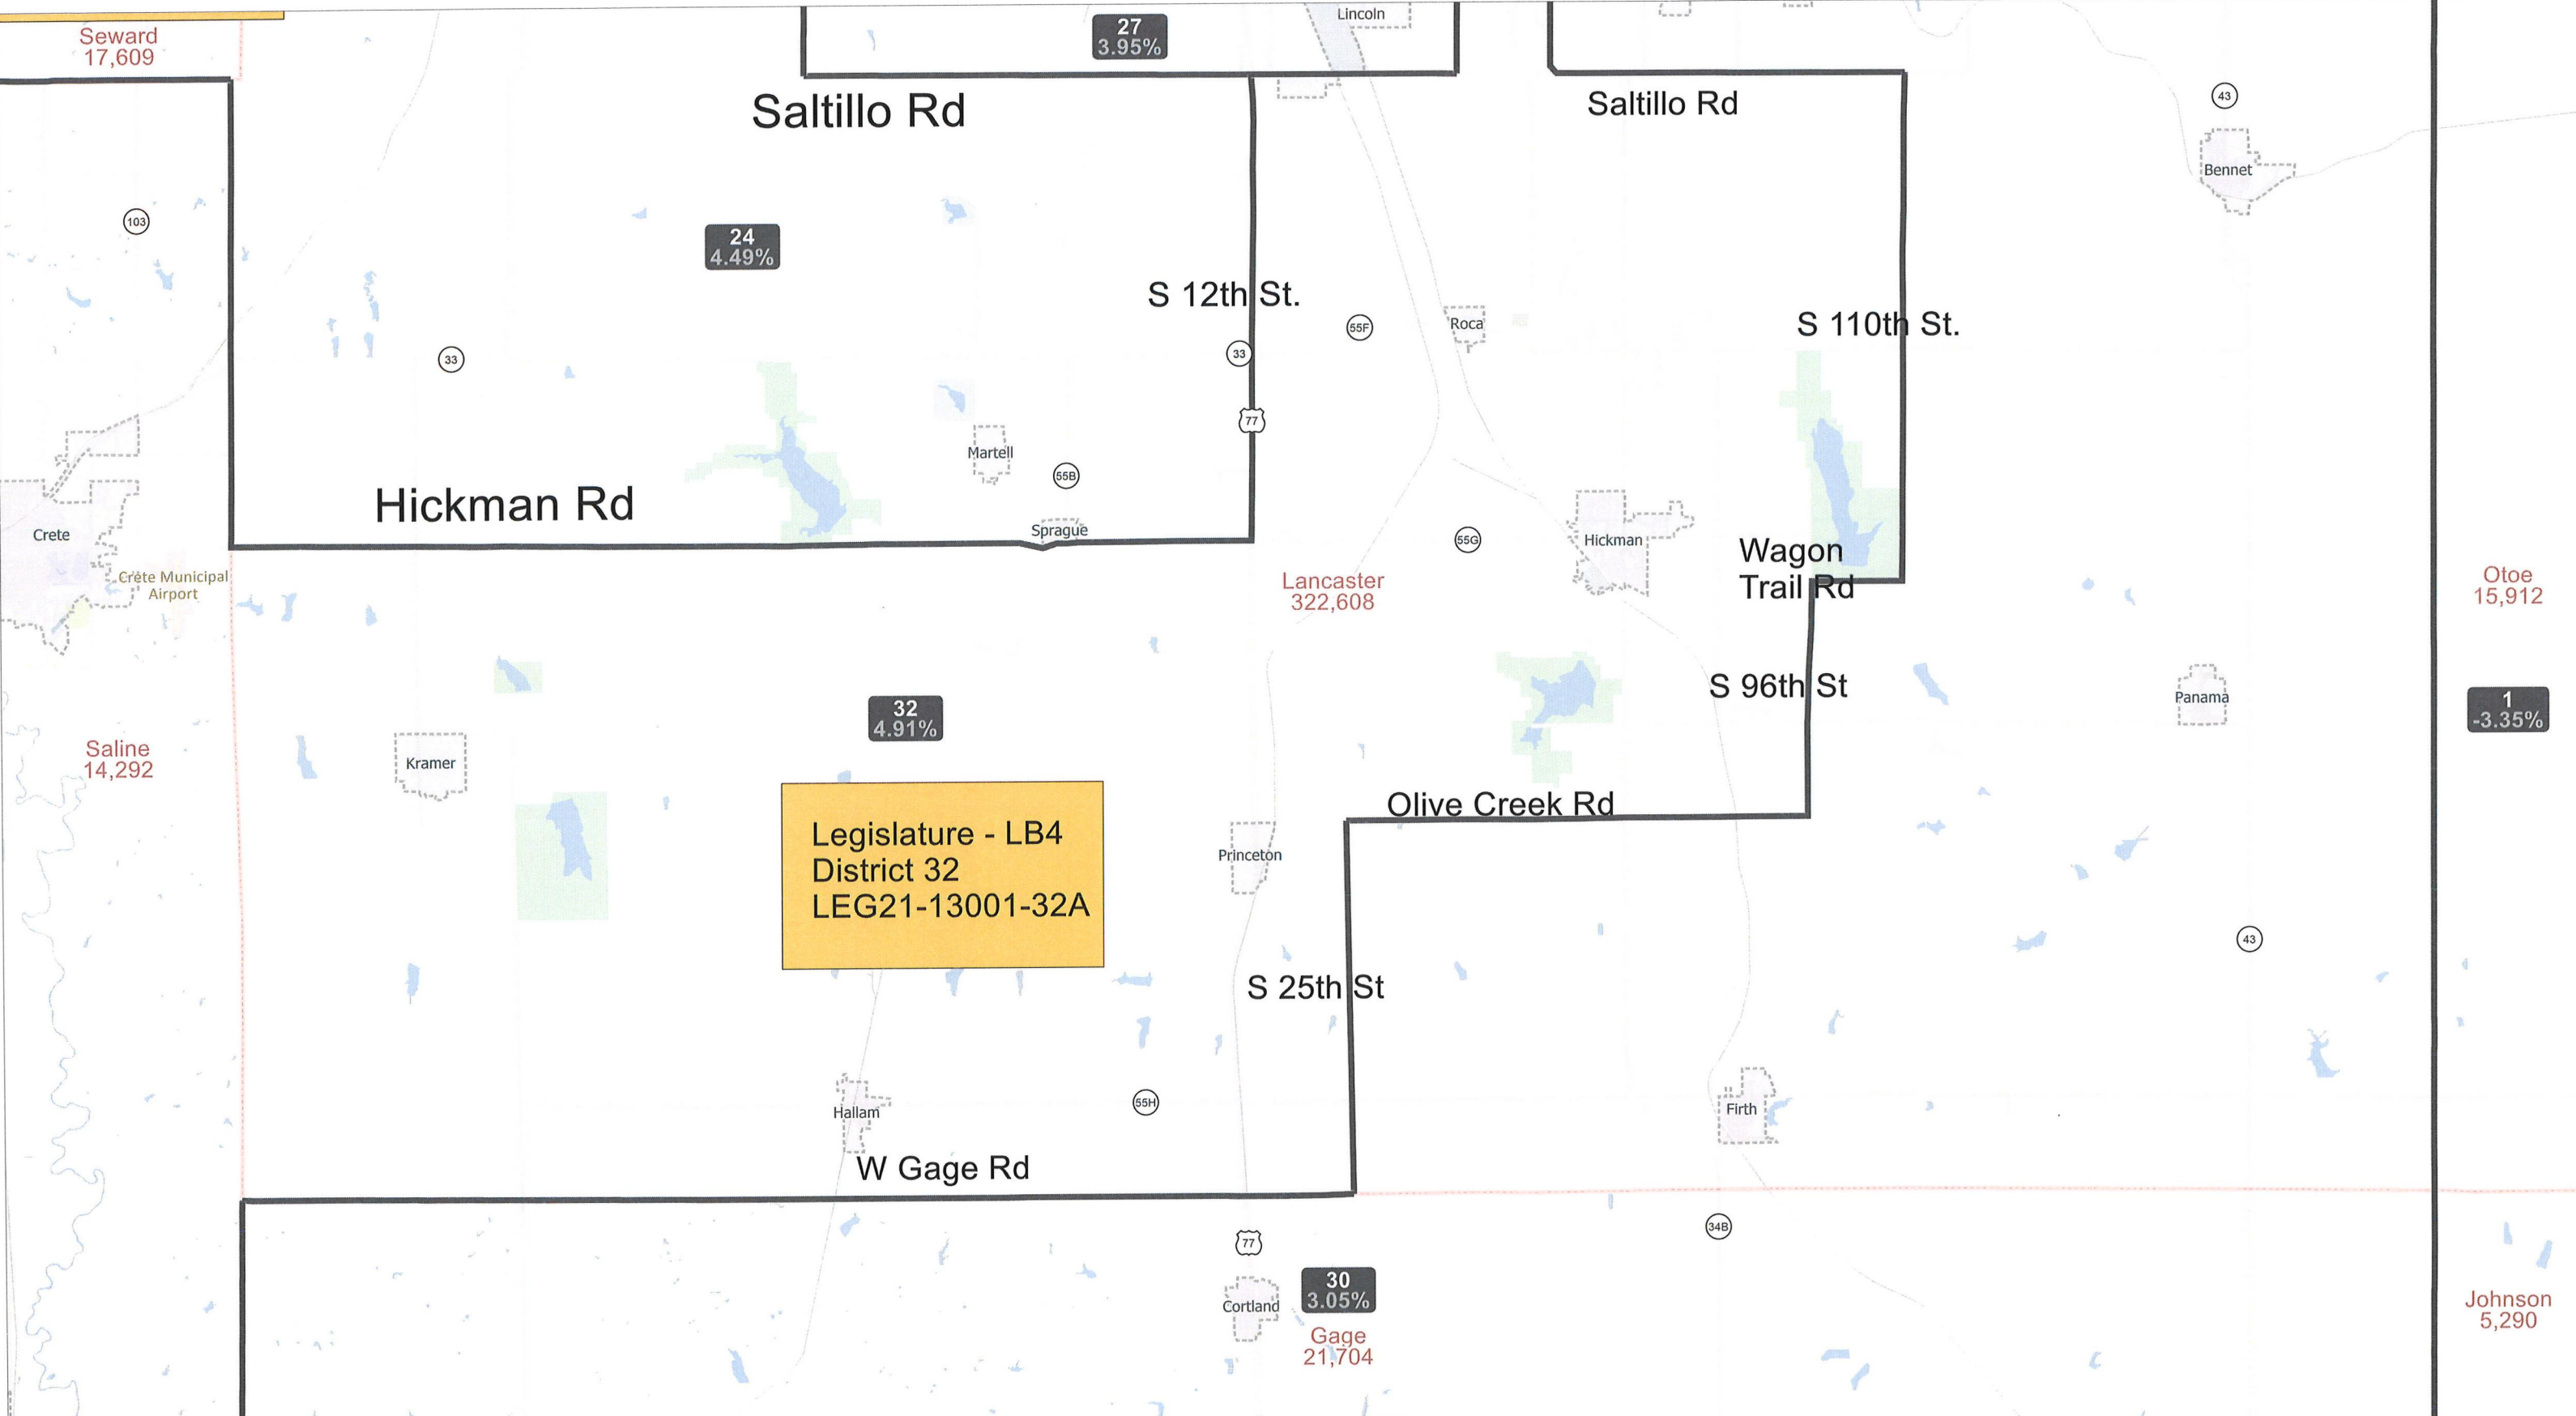 Lincoln
27
3.95%
Seward
17,609
Saltillo Rd
Saltillo Rd
43
Bennet
103
24
4.49%
S 12th St.
55F
Roca
S 110th St.
33
33
77
Martell
55B
Hickman Rd
Sprague
Crete
55G
Hickman
Wagon
Trail Rd
Crete Municipal
Airport
Lancaster
322,608
Otoe
15,912
S 96th St
Panama
32
4.91%
1
-3.35%
Saline
14,292
Kramer
Olive Creek Rd
Legislature - LB4
District 32
LEG21-13001-32A
Princeton
43
S 25th St
Hallam
55H
Firth
W Gage Rd
34B
77
Cortland
30
3.05%
Gage
21,704
Johnson
5,290